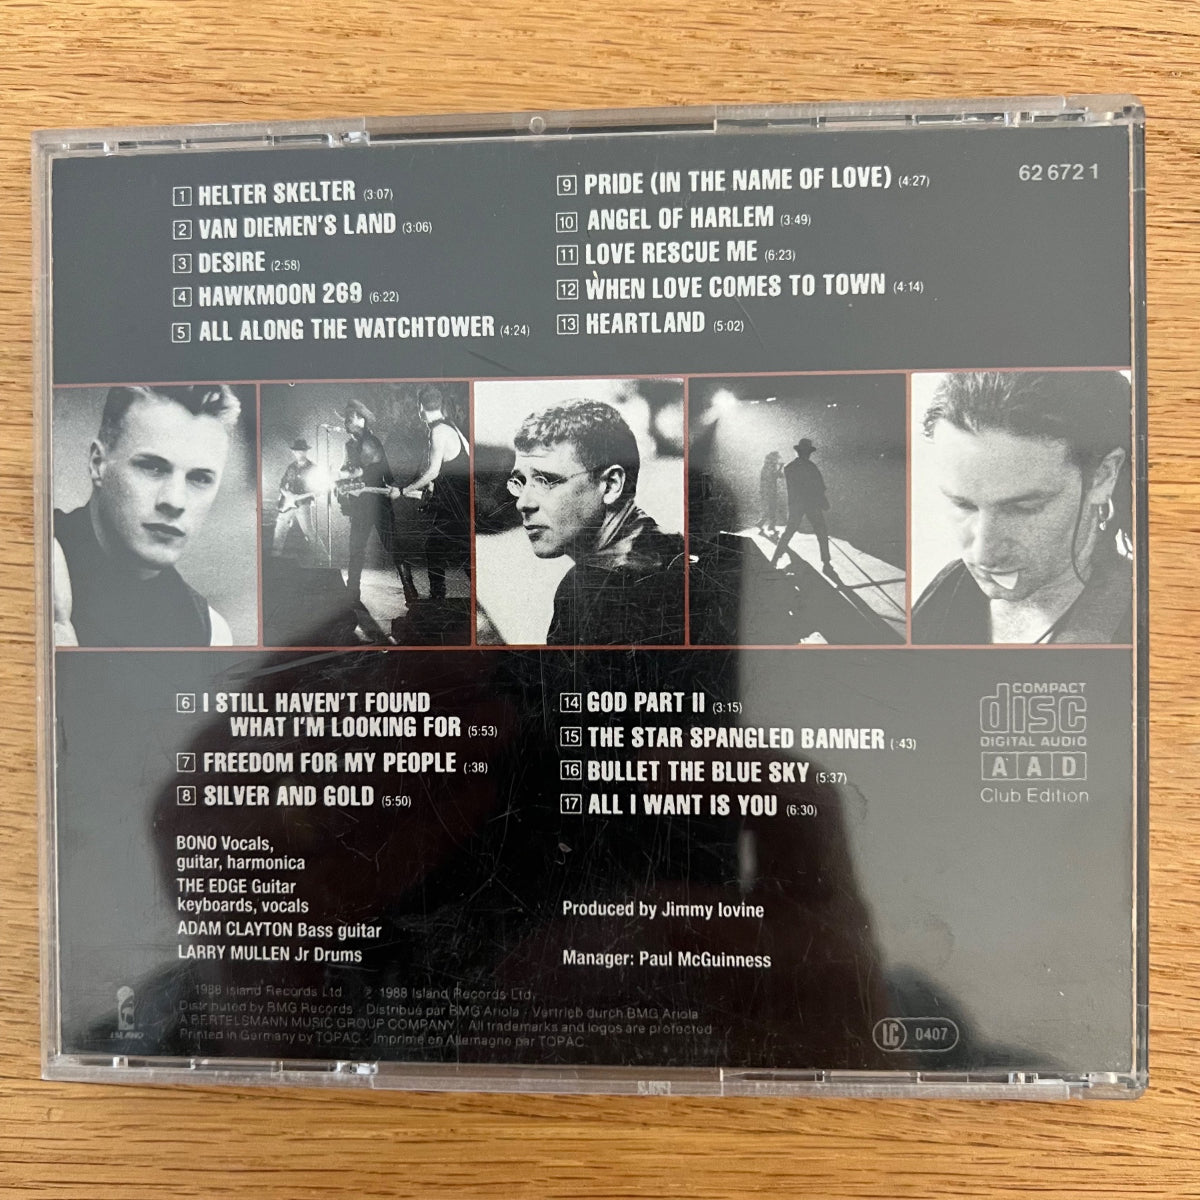 1 HELTER SKELTER (3:07)
2 VAN DIEMEN'S LAND (3:06)
3 DESIRE (2:58)
4 HAWKMOON 269 (6:22)
5 ALL ALONG THE WATCHTOWER (4:24)
9 PRIDE (IN THE NAME OF LOVE) (4:27)
10 ANGEL OF HARLEM (3:49)
11 LOVE RESCUE ME (6:23)
12 WHEN LOVE COMES TO TOWN (4:14)
13 HEARTLAND (5:02)
62 672 1
6 I STILL HAVEN'T FOUND
WHAT I'M LOOKING FOR (5:53)
7 FREEDOM FOR MY PEOPLE (:38)
8 SILVER AND GOLD (5:50)
14 GOD PART II (3:15)
15 THE STAR SPANGLED BANNER (:43)
16 BULLET THE BLUE SKY (5:37)
17 ALL I WANT IS YOU (6:30)
COMPACT
disc
DIGITAL AUDIO
AAD
Club Edition
BONO Vocals,
guitar, harmonica
THE EDGE Guitar
keyboards, vocals
ADAM CLAYTON Bass guitar
LARRY MULLEN Jr Drums
Produced by Jimmy Iovine
Manager: Paul McGuinness
ISLAND
1988 Island Records Ltd. ℗ 1988 Island Records Ltd.
Distributed by BMG Records · Distribué par BMG Ariola · Vertrieb durch BMG Ariola
A BERTELSMANN MUSIC GROUP COMPANY · All trademarks and logos are protected
Printed in Germany by TOPAC · Imprimé en Allemagne par TOPAC
LC 0407